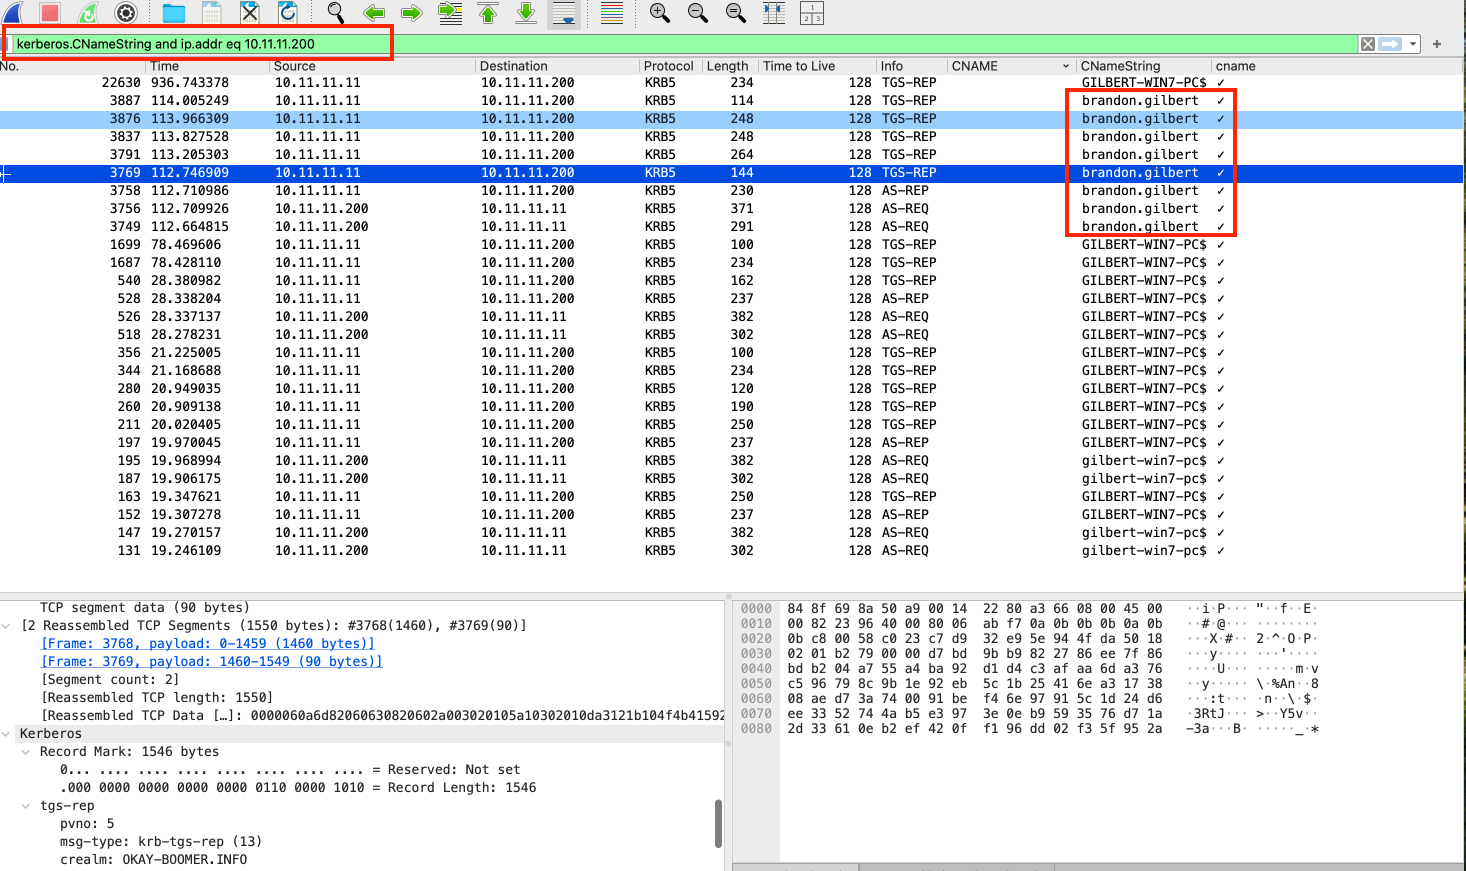 1
2 3
kerberos.CNameString and ip.addr eq 10.11.11.200
No. Time Source Destination Protocol Length Time to Live Info CNAME CNameString cname
22630 936.743378 10.11.11.11 10.11.11.200 KRB5 234 128 TGS-REP GILBERT-WIN7-PC$ ✓
3887 114.005249 10.11.11.11 10.11.11.200 KRB5 114 128 TGS-REP brandon.gilbert ✓
3876 113.966309 10.11.11.11 10.11.11.200 KRB5 248 128 TGS-REP brandon.gilbert ✓
3837 113.827528 10.11.11.11 10.11.11.200 KRB5 248 128 TGS-REP brandon.gilbert ✓
3791 113.205303 10.11.11.11 10.11.11.200 KRB5 264 128 TGS-REP brandon.gilbert ✓
3769 112.746909 10.11.11.11 10.11.11.200 KRB5 144 128 TGS-REP brandon.gilbert ✓
3758 112.710986 10.11.11.11 10.11.11.200 KRB5 230 128 AS-REP brandon.gilbert ✓
3756 112.709926 10.11.11.200 10.11.11.11 KRB5 371 128 AS-REQ brandon.gilbert ✓
3749 112.664815 10.11.11.200 10.11.11.11 KRB5 291 128 AS-REQ brandon.gilbert ✓
1699 78.469606 10.11.11.11 10.11.11.200 KRB5 100 128 TGS-REP GILBERT-WIN7-PC$ ✓
1687 78.428110 10.11.11.11 10.11.11.200 KRB5 234 128 TGS-REP GILBERT-WIN7-PC$ ✓
540 28.380982 10.11.11.11 10.11.11.200 KRB5 162 128 TGS-REP GILBERT-WIN7-PC$ ✓
528 28.338204 10.11.11.11 10.11.11.200 KRB5 237 128 AS-REP GILBERT-WIN7-PC$ ✓
526 28.337137 10.11.11.200 10.11.11.11 KRB5 382 128 AS-REQ GILBERT-WIN7-PC$ ✓
518 28.278231 10.11.11.200 10.11.11.11 KRB5 302 128 AS-REQ GILBERT-WIN7-PC$ ✓
356 21.225005 10.11.11.11 10.11.11.200 KRB5 100 128 TGS-REP GILBERT-WIN7-PC$ ✓
344 21.168688 10.11.11.11 10.11.11.200 KRB5 234 128 TGS-REP GILBERT-WIN7-PC$ ✓
280 20.949035 10.11.11.11 10.11.11.200 KRB5 120 128 TGS-REP GILBERT-WIN7-PC$ ✓
260 20.909138 10.11.11.11 10.11.11.200 KRB5 190 128 TGS-REP GILBERT-WIN7-PC$ ✓
211 20.020405 10.11.11.11 10.11.11.200 KRB5 250 128 TGS-REP GILBERT-WIN7-PC$ ✓
197 19.970045 10.11.11.11 10.11.11.200 KRB5 237 128 AS-REP GILBERT-WIN7-PC$ ✓
195 19.968994 10.11.11.200 10.11.11.11 KRB5 382 128 AS-REQ gilbert-win7-pc$ ✓
187 19.906175 10.11.11.200 10.11.11.11 KRB5 302 128 AS-REQ gilbert-win7-pc$ ✓
163 19.347621 10.11.11.11 10.11.11.200 KRB5 250 128 TGS-REP GILBERT-WIN7-PC$ ✓
152 19.307278 10.11.11.11 10.11.11.200 KRB5 237 128 AS-REP GILBERT-WIN7-PC$ ✓
147 19.270157 10.11.11.200 10.11.11.11 KRB5 382 128 AS-REQ gilbert-win7-pc$ ✓
131 19.246109 10.11.11.200 10.11.11.11 KRB5 302 128 AS-REQ gilbert-win7-pc$ ✓
TCP segment data (90 bytes)
[2 Reassembled TCP Segments (1550 bytes): #3768(1460), #3769(90)]
[Frame: 3768, payload: 0-1459 (1460 bytes)]
[Frame: 3769, payload: 1460-1549 (90 bytes)]
[Segment count: 2]
[Reassembled TCP length: 1550]
[Reassembled TCP Data […]: 0000060a6d82060630820602a003020105a10302010da3121b104f4b41592
Kerberos
Record Mark: 1546 bytes
0... .... .... .... .... .... .... .... = Reserved: Not set
.000 0000 0000 0000 0000 0110 0000 1010 = Record Length: 1546
tgs-rep
pvno: 5
msg-type: krb-tgs-rep (13)
crealm: OKAY-BOOMER.INFO
0000 84 8f 69 8a 50 a9 00 14 22 80 a3 66 08 00 45 00 ··i·P··· "··f··E·
0010 00 82 23 96 40 00 80 06 ab f7 0a 0b 0b 0b 0a 0b ··#·@··· ········
0020 0b c8 00 58 c0 23 c7 d9 32 e9 5e 94 4f da 50 18 ···X·#·· 2·^·O·P·
0030 02 01 b2 79 00 00 d7 bd 9b b9 82 27 86 ee 7f 86 ···y···· ···'····
0040 bd b2 04 a7 55 a4 ba 92 d1 d4 c3 af aa 6d a3 76 ····U··· ·····m·v
0050 c5 96 79 8c 9b 1e 92 eb 5c 1b 25 41 6e a3 17 38 ··y····· \·%An··8
0060 08 ae d7 3a 74 00 91 be f4 6e 97 91 5c 1d 24 d6 ···:t··· ·n··\·$·
0070 ee 33 52 74 4a b5 e3 97 3e 0e b9 59 35 76 d7 1a ·3RtJ··· >··Y5v··
0080 2d 33 61 0e b2 ef 42 0f f1 96 dd 02 f3 5f 95 2a -3a···B· ·····_·*